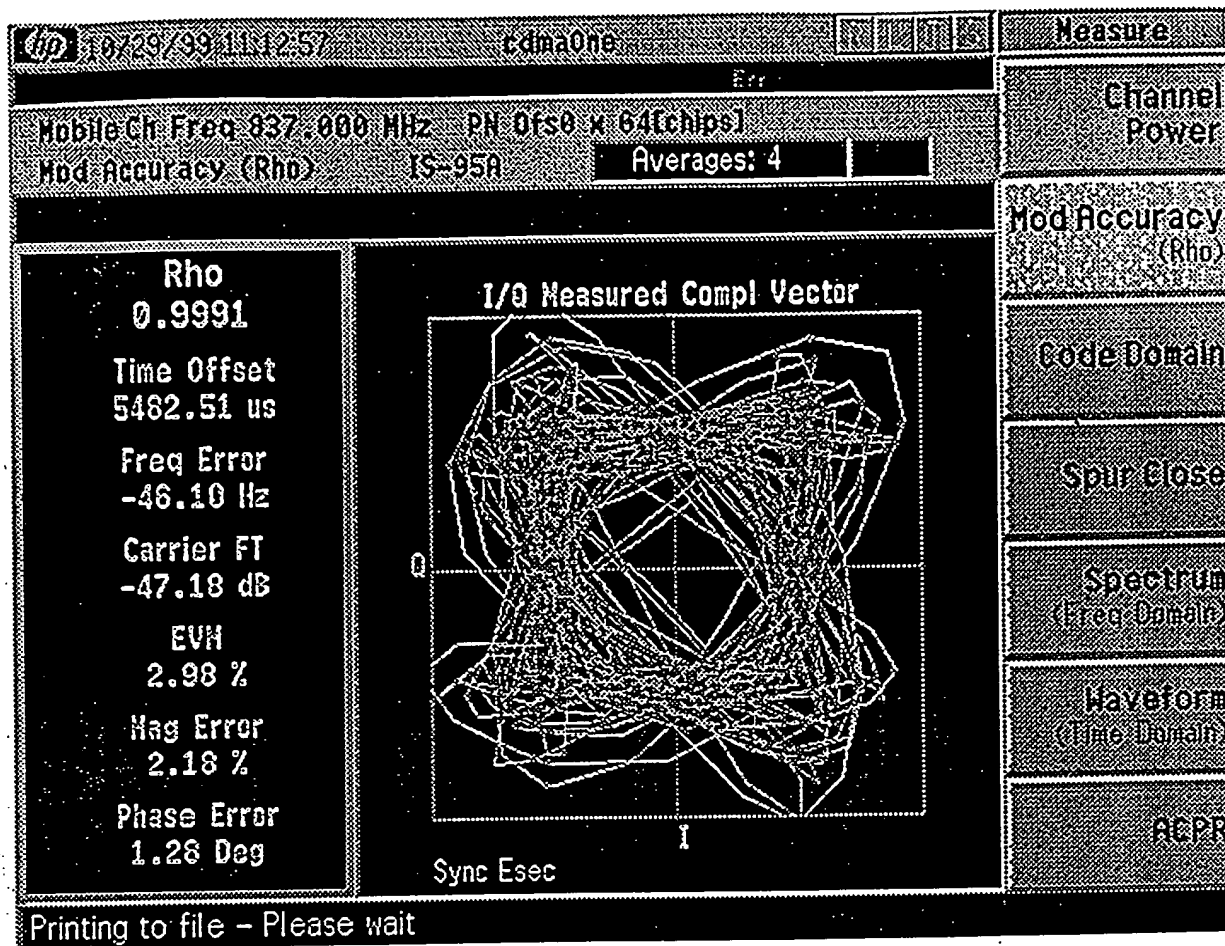 hp 10/29/99 11:12:57 cdmaOne
Measure
Err
Mobile Ch Freq 837.000 MHz PN Ofs0 x 64[chips]
Mod Accuracy (Rho) IS-95A Averages: 4
Channel
Power
Mod Accuracy
(Rho)
Code Domain
Spur Close
Spectrum
(Freq Domain)
Waveform
(Time Domain)
ACPR
Rho
0.9991
Time Offset
5482.51 us
Freq Error
-46.10 Hz
Carrier FT
-47.18 dB
EVM
2.98 %
Mag Error
2.18 %
Phase Error
1.28 Deg
I/Q Measured Compl Vector
Q
I
Sync Esec
Printing to file - Please wait